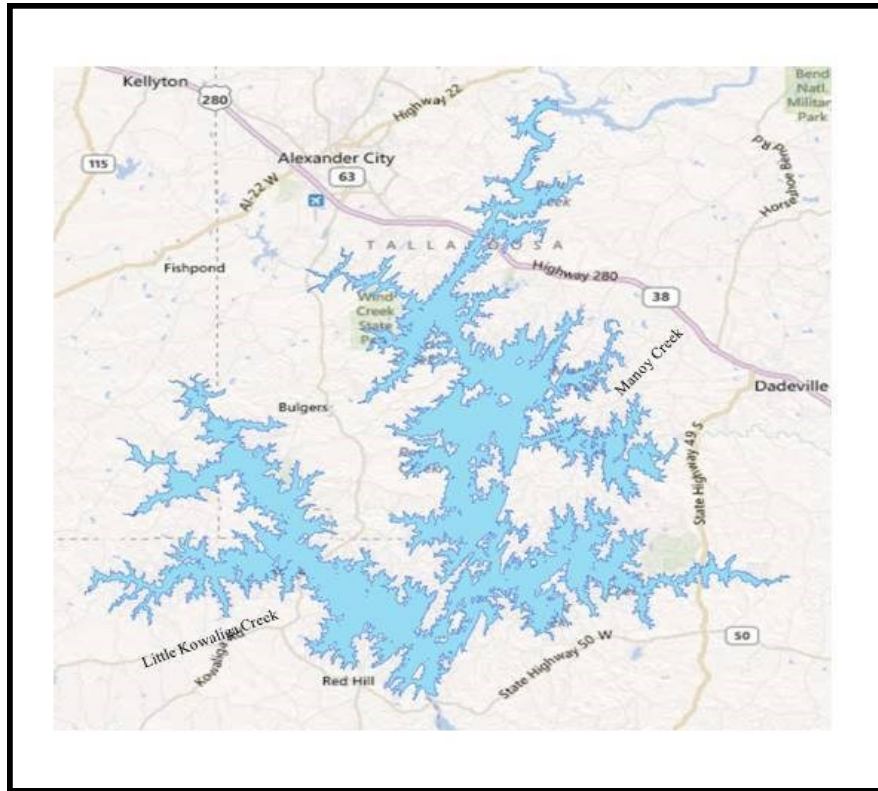 Bend
Natl.
Military
Park
Kellyton
280
Highway 22
Horseshoe Bend Rd
115
Alexander City
63
Al-22 W
TALLAPOOSA
Fishpond
Highway 280
38
Wind
Creek
State
Manoy Creek
Dadeville
Bulgers
State Highway 49 S
Little Kowaliga Creek
Kowaliga Rd
50
State Highway 50 W
Red Hill